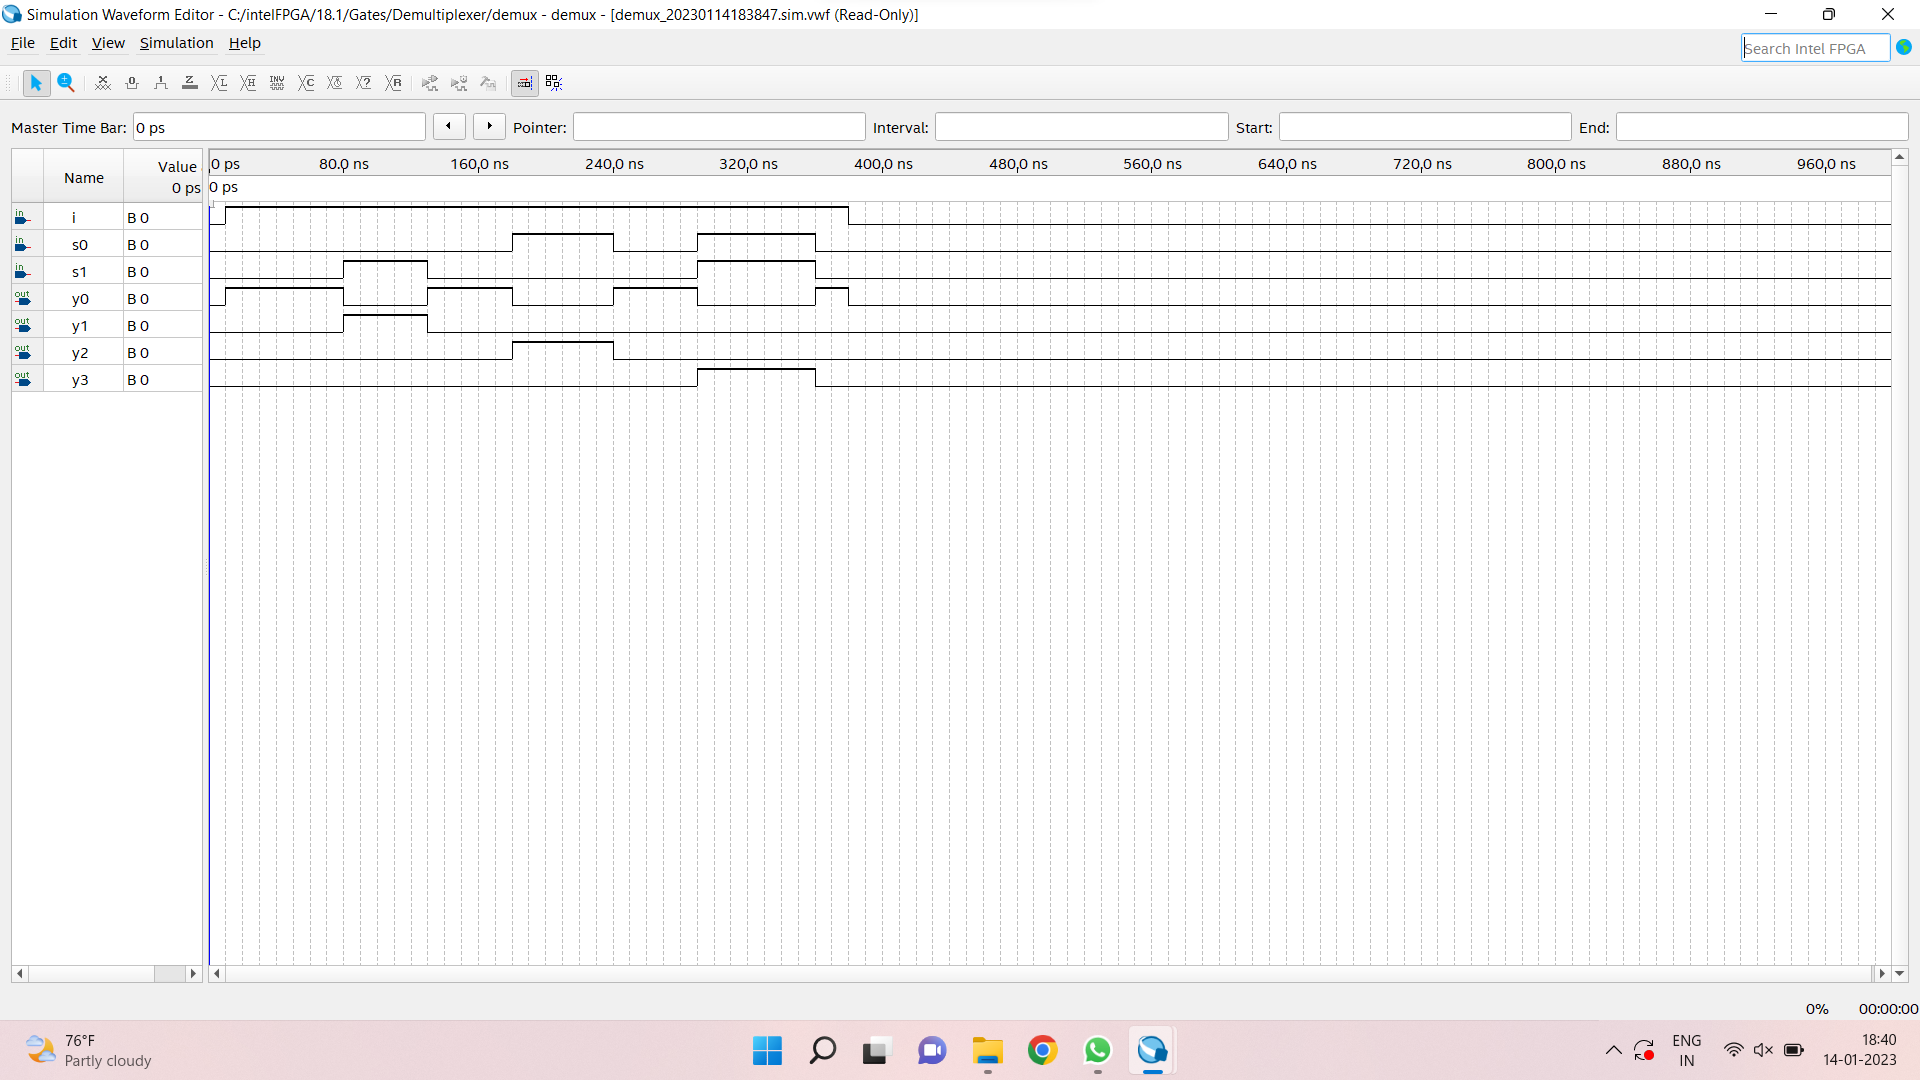 Simulation Waveform Editor - C:/intelFPGA/18.1/Gates/Demultiplexer/demux - demux - [demux_20230114183847.sim.vwf (Read-Only)]
File Edit View Simulation Help
Search Intel FPGA
Master Time Bar: 0 ps Pointer: Interval: Start: End:
Name Value 0 ps
0 ps 80,0 ns 160,0 ns 240,0 ns 320,0 ns 400,0 ns 480,0 ns 560,0 ns 640,0 ns 720,0 ns 800,0 ns 880,0 ns 960,0 ns
0 ps
in i B 0
in s0 B 0
in s1 B 0
out y0 B 0
out y1 B 0
out y2 B 0
out y3 B 0
0% 00:00:00
76°F
Partly cloudy
ENG
IN
18:40
14-01-2023